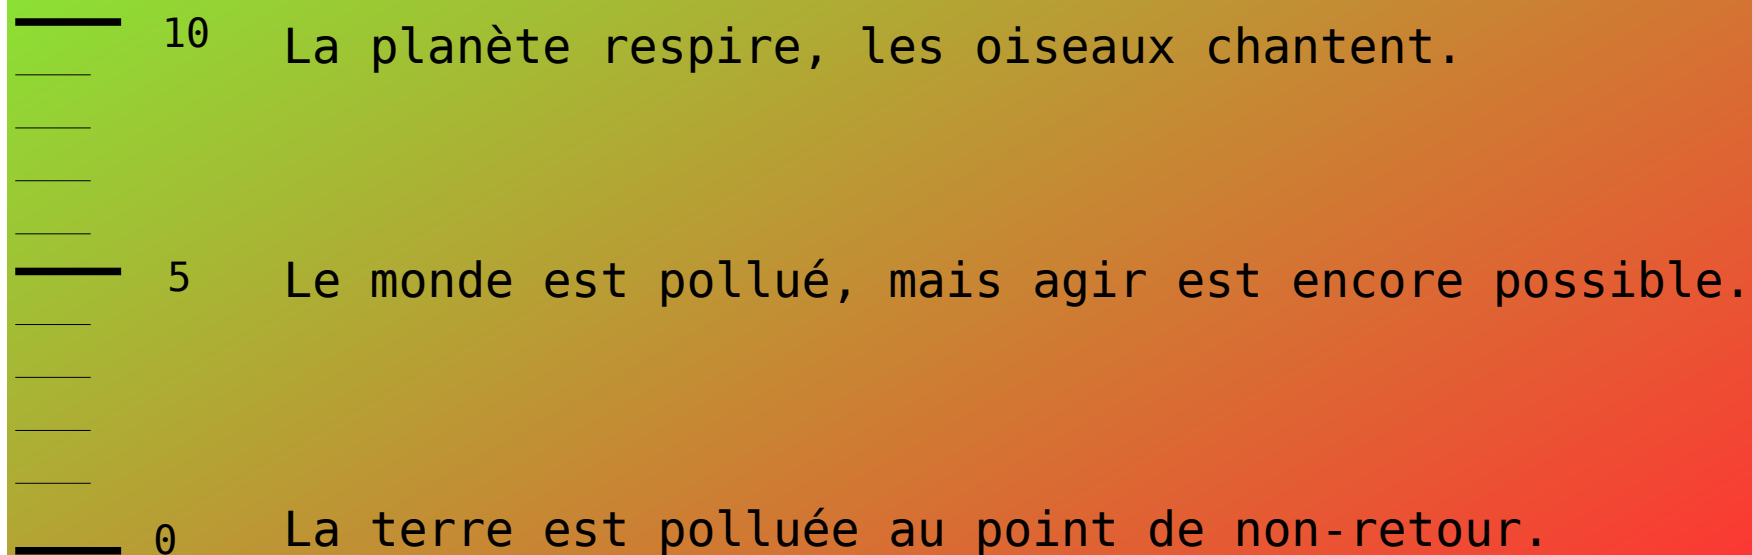 10 La planète respire, les oiseaux chantent.
5 Le monde est pollué, mais agir est encore possible.
0 La terre est polluée au point de non-retour.